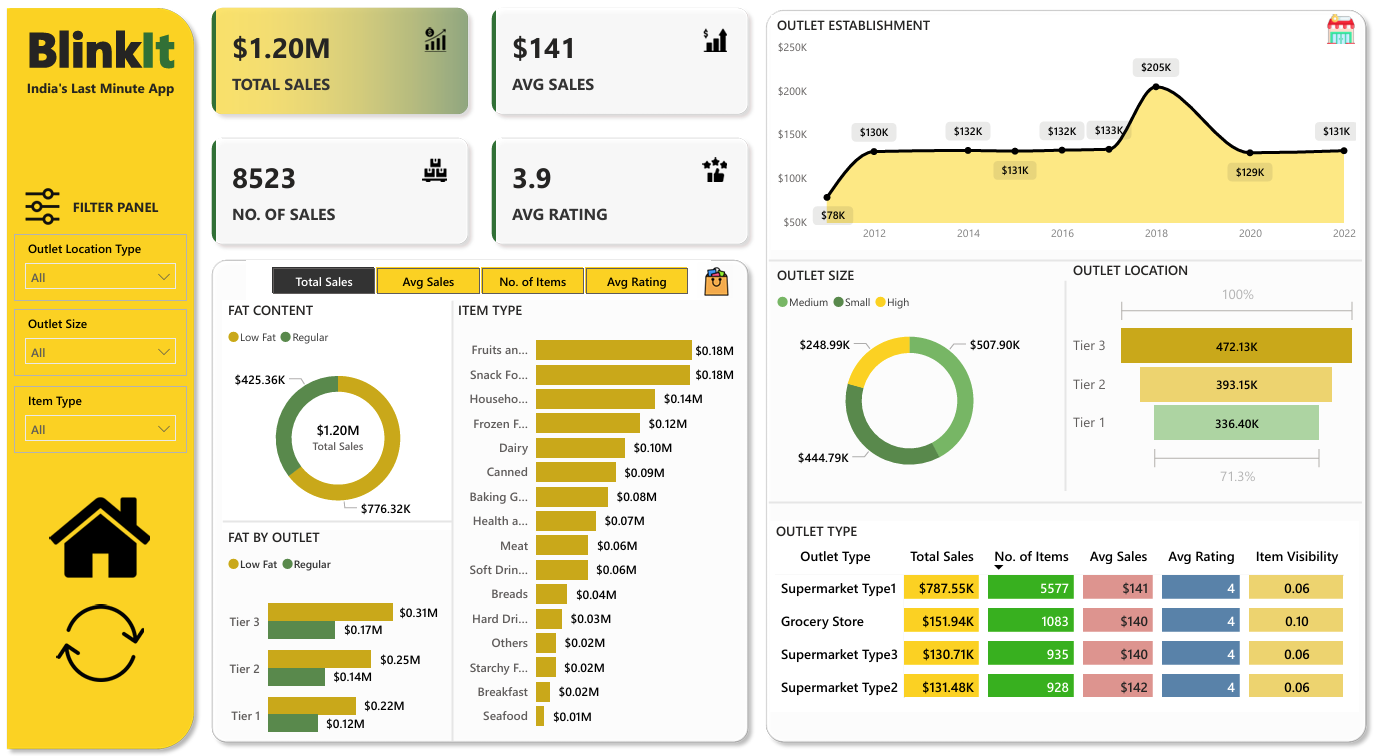 BlinkIt
India's Last Minute App
FILTER PANEL
Outlet Location Type
All
Outlet Size
All
Item Type
All
$1.20M
TOTAL SALES
$141
AVG SALES
8523
NO. OF SALES
3.9
AVG RATING
Total Sales Avg Sales No. of Items Avg Rating
FAT CONTENT
Low Fat Regular
$425.36K
$1.20M
Total Sales
$776.32K
FAT BY OUTLET
Low Fat Regular
Tier 3 $0.31M
$0.17M
Tier 2 $0.25M
$0.14M
Tier 1 $0.22M
$0.12M
ITEM TYPE
Fruits an... $0.18M
Snack Fo... $0.18M
Househo... $0.14M
Frozen F... $0.12M
Dairy $0.10M
Canned $0.09M
Baking G... $0.08M
Health a... $0.07M
Meat $0.06M
Soft Drin... $0.06M
Breads $0.04M
Hard Dri... $0.03M
Others $0.02M
Starchy F... $0.02M
Breakfast $0.02M
Seafood $0.01M
OUTLET ESTABLISHMENT
$250K
$200K
$150K
$100K
$50K
$78K
$130K
$132K
$131K
$132K
$133K
$205K
$129K
$131K
2012 2014 2016 2018 2020 2022
OUTLET SIZE
Medium Small High
$248.99K
$507.90K
$444.79K
OUTLET LOCATION
100%
Tier 3 472.13K
Tier 2 393.15K
Tier 1 336.40K
71.3%
OUTLET TYPE
Outlet Type Total Sales No. of Items Avg Sales Avg Rating Item Visibility
Supermarket Type1 $787.55K 5577 $141 4 0.06
Grocery Store $151.94K 1083 $140 4 0.10
Supermarket Type3 $130.71K 935 $140 4 0.06
Supermarket Type2 $131.48K 928 $142 4 0.06